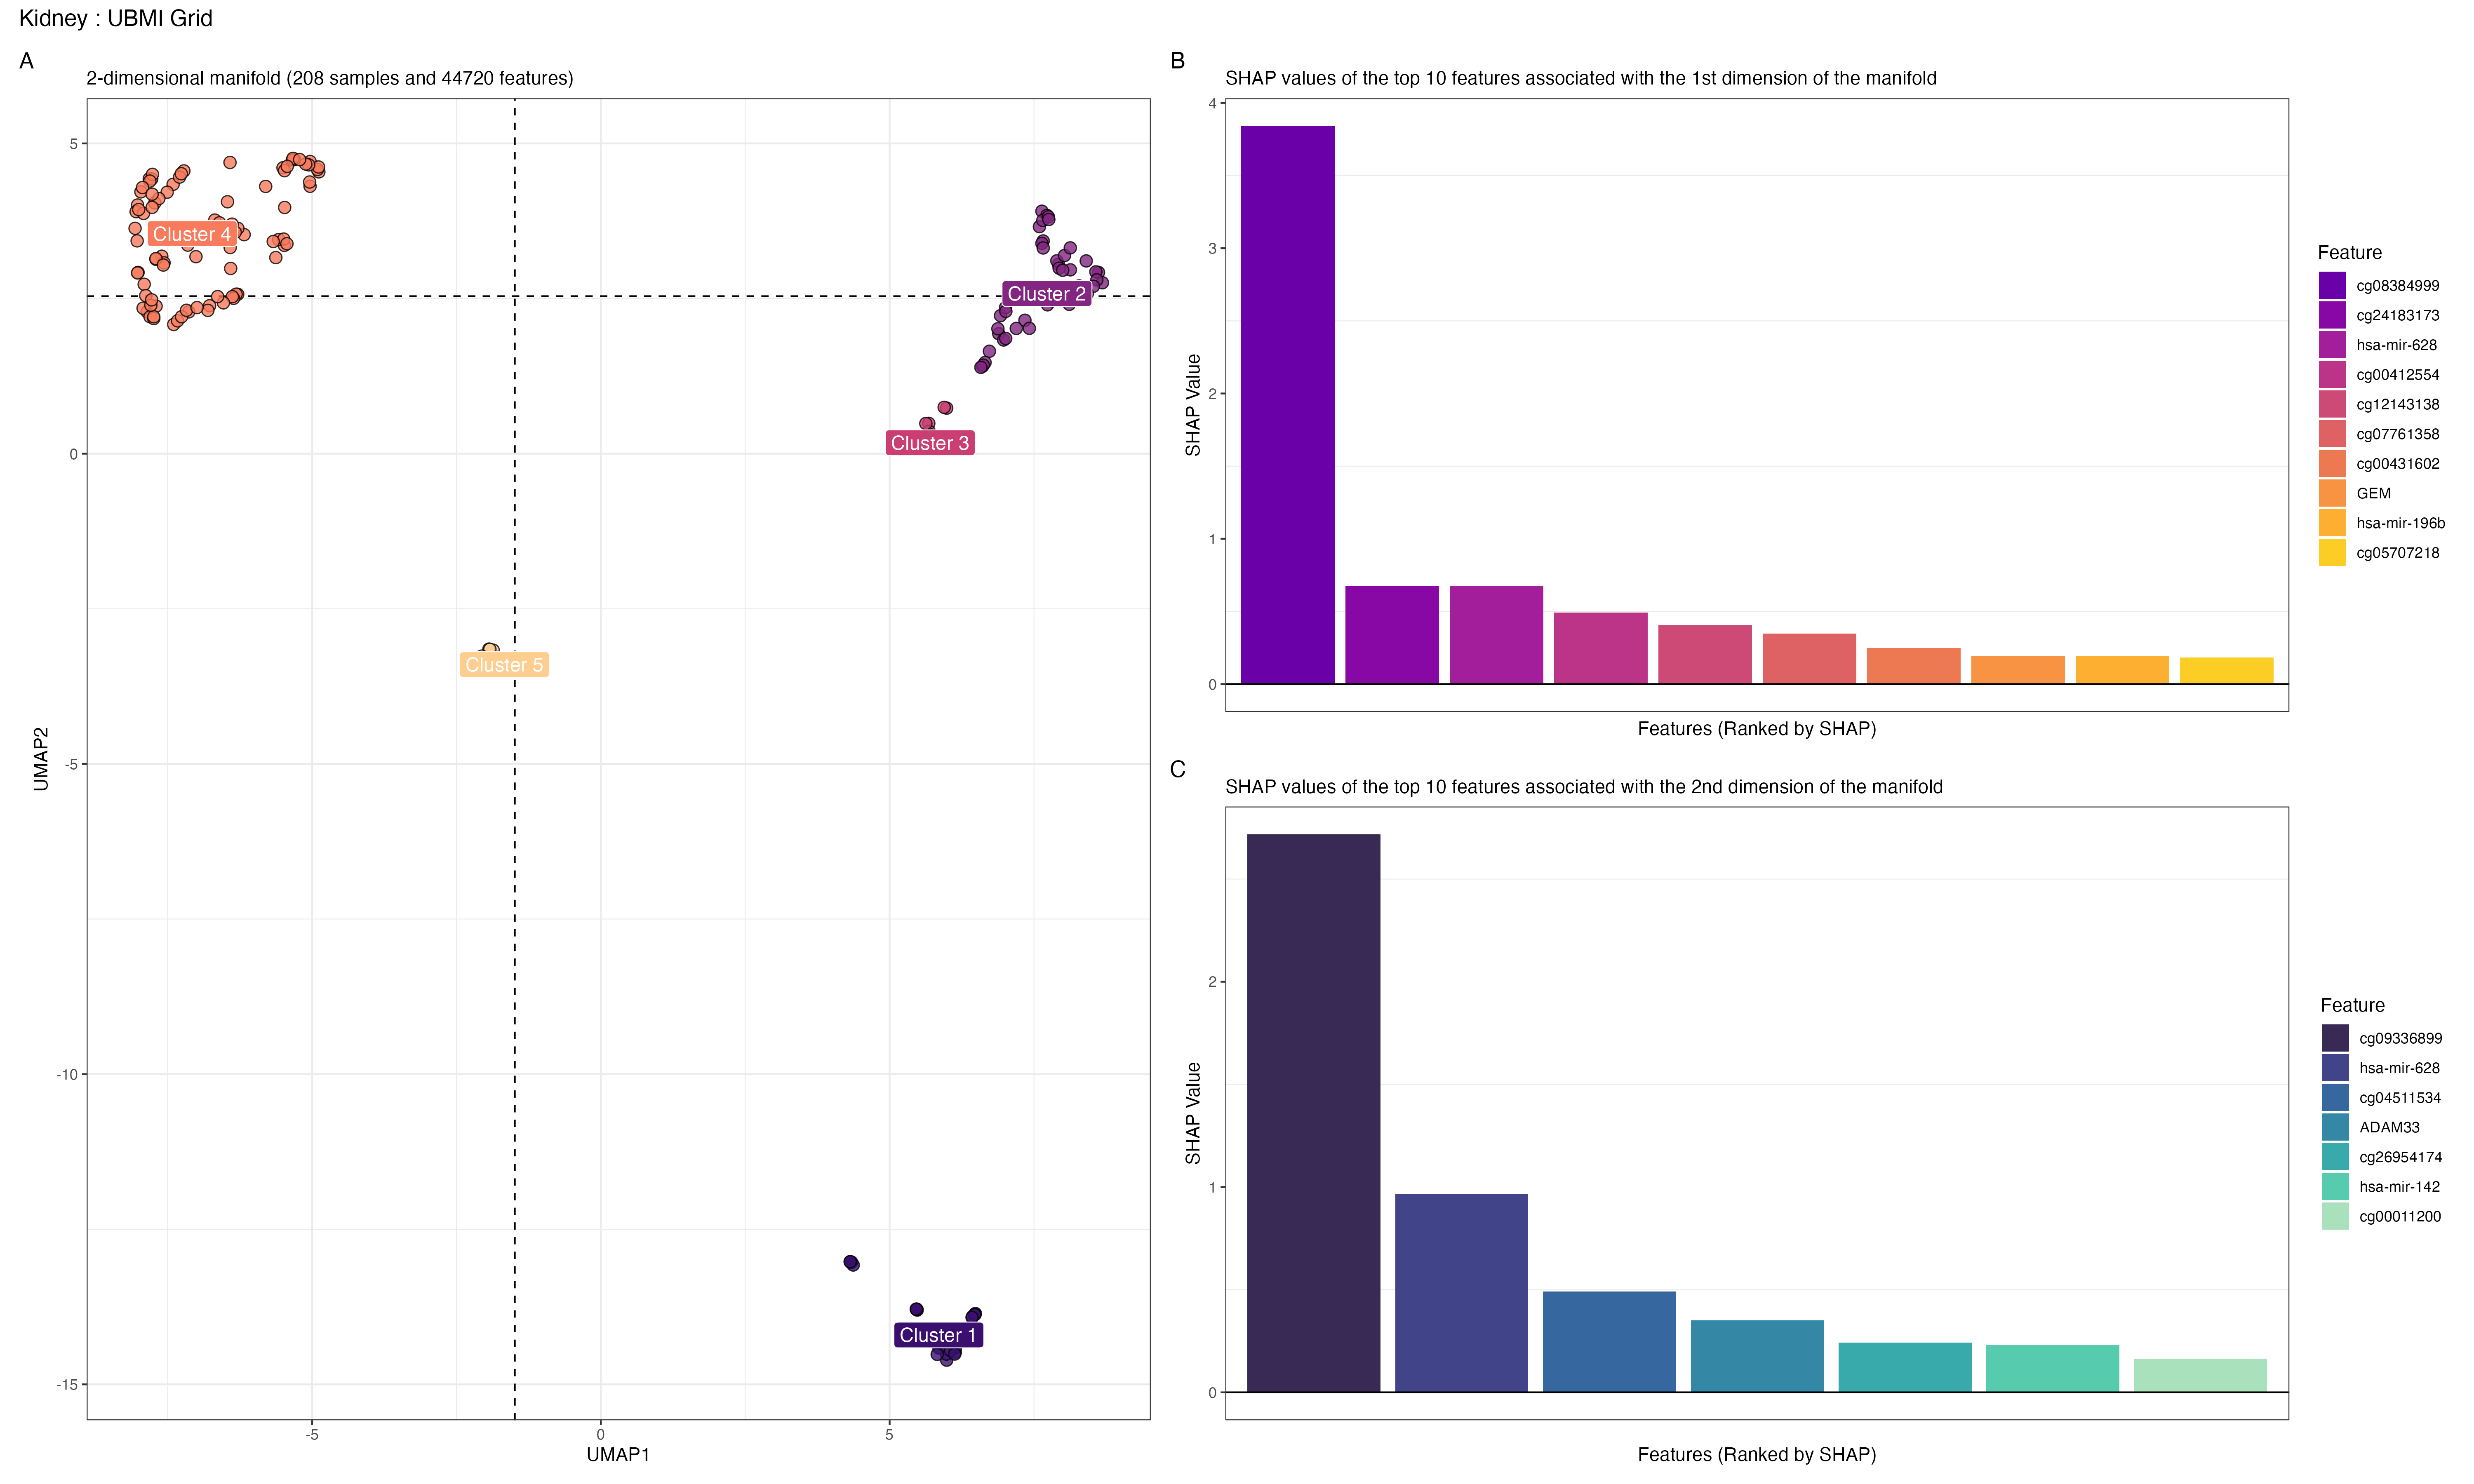 Kidney : UBMI Grid
A
2-dimensional manifold (208 samples and 44720 features)
UMAP2
5
0
-5
-10
-15
Cluster 4
Cluster 2
Cluster 3
Cluster 5
Cluster 1
-5
0
5
UMAP1
B
SHAP values of the top 10 features associated with the 1st dimension of the manifold
SHAP Value
4
3
2
1
0
Features (Ranked by SHAP)
Feature
cg08384999
cg24183173
hsa-mir-628
cg00412554
cg12143138
cg07761358
cg00431602
GEM
hsa-mir-196b
cg05707218
C
SHAP values of the top 10 features associated with the 2nd dimension of the manifold
SHAP Value
2
1
0
Features (Ranked by SHAP)
Feature
cg09336899
hsa-mir-628
cg04511534
ADAM33
cg26954174
hsa-mir-142
cg00011200